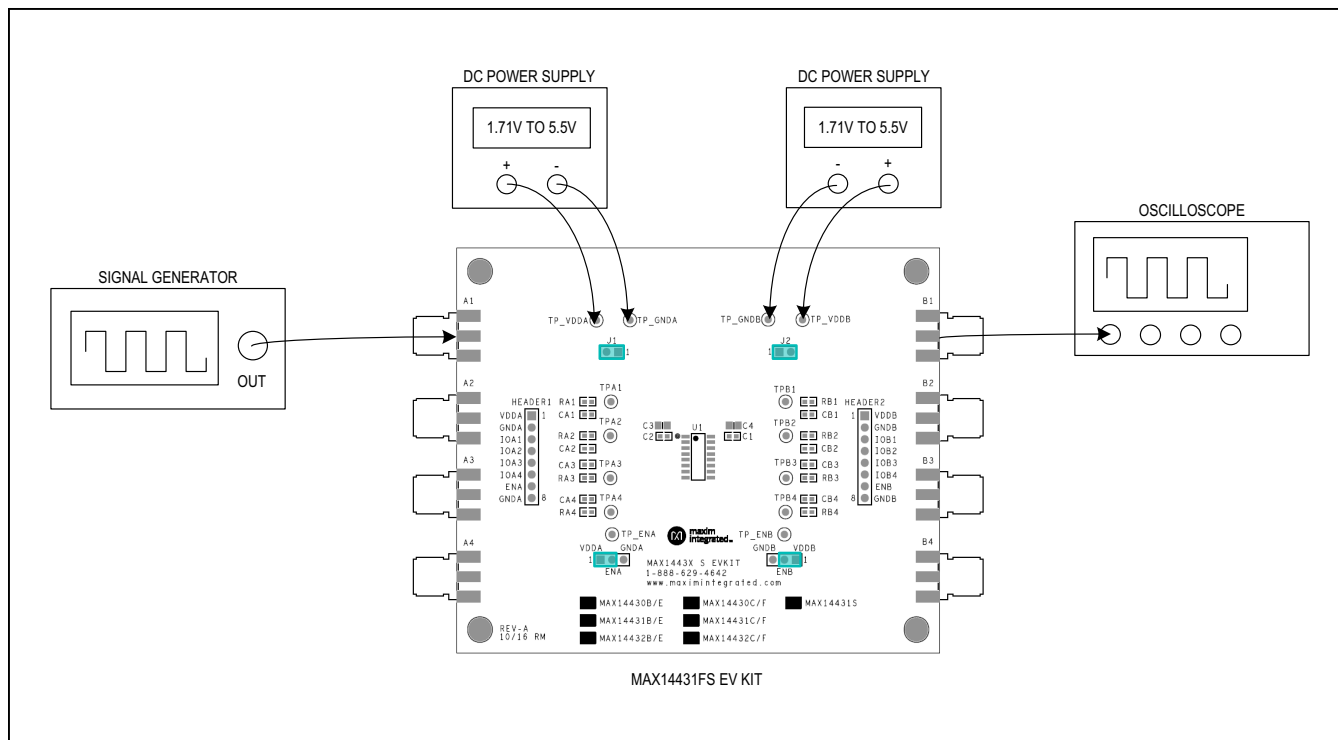 DC POWER SUPPLY
DC POWER SUPPLY
1.71V TO 5.5V
1.71V TO 5.5V
+ -
- +
OSCILLOSCOPE
SIGNAL GENERATOR
OUT
A1
B1
TP_VDDA
TP_GNDA
TP_GNDB
TP_VDDB
J1
1
J2
1
A2
B2
HEADER1
VDDA 1
GNDA
IOA1
IOA2
IOA3
IOA4
ENA
GNDA 8
RA1
CA1
RA2
CA2
CA3
RA3
CA4
RA4
TPA1
TPA2
TPA3
TPA4
C3
C2
U1
C4
C1
TPB1
TPB2
TPB3
TPB4
RB1
CB1
RB2
CB2
CB3
RB3
CB4
RB4
HEADER2
1 VDDB
GNDB
IOB1
IOB2
IOB3
IOB4
ENB
8 GNDB
A3
B3
A4
B4
TP_ENA
maxim
integrated™
TP_ENB
VDDA GNDA
1
ENA
GNDB VDDB
1
ENB
MAX1443X S EVKIT
1-888-629-4642
www.maximintegrated.com
MAX14430B/E MAX14430C/F MAX14431S
MAX14431B/E MAX14431C/F
MAX14432B/E MAX14432C/F
REV-A
10/16 RM
MAX14431FS EV KIT